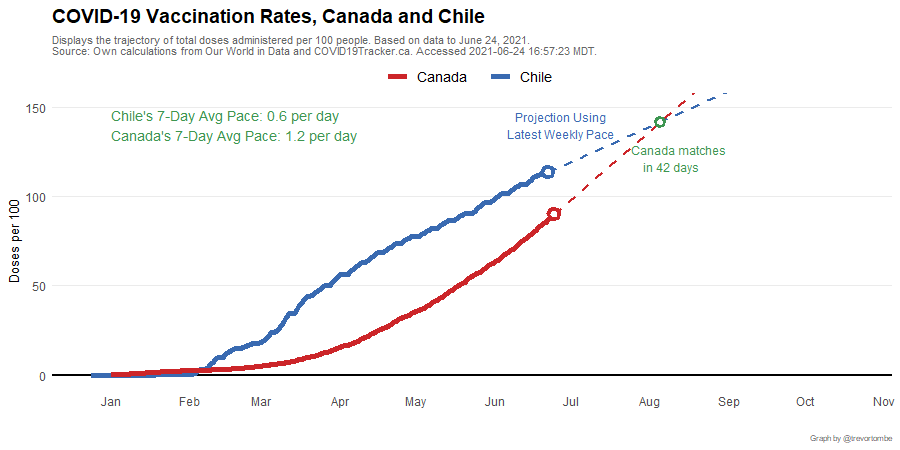 COVID-19 Vaccination Rates, Canada and Chile
Displays the trajectory of total doses administered per 100 people. Based on data to June 24, 2021.
Source: Own calculations from Our World in Data and COVID19Tracker.ca. Accessed 2021-06-24 16:57:23 MDT.
Canada
Chile
Chile's 7-Day Avg Pace: 0.6 per day
Canada's 7-Day Avg Pace: 1.2 per day
Projection Using
Latest Weekly Pace
Canada matches
in 42 days
Doses per 100
150
100
50
0
Jan Feb Mar Apr May Jun Jul Aug Sep Oct Nov
Graph by @trevortombe